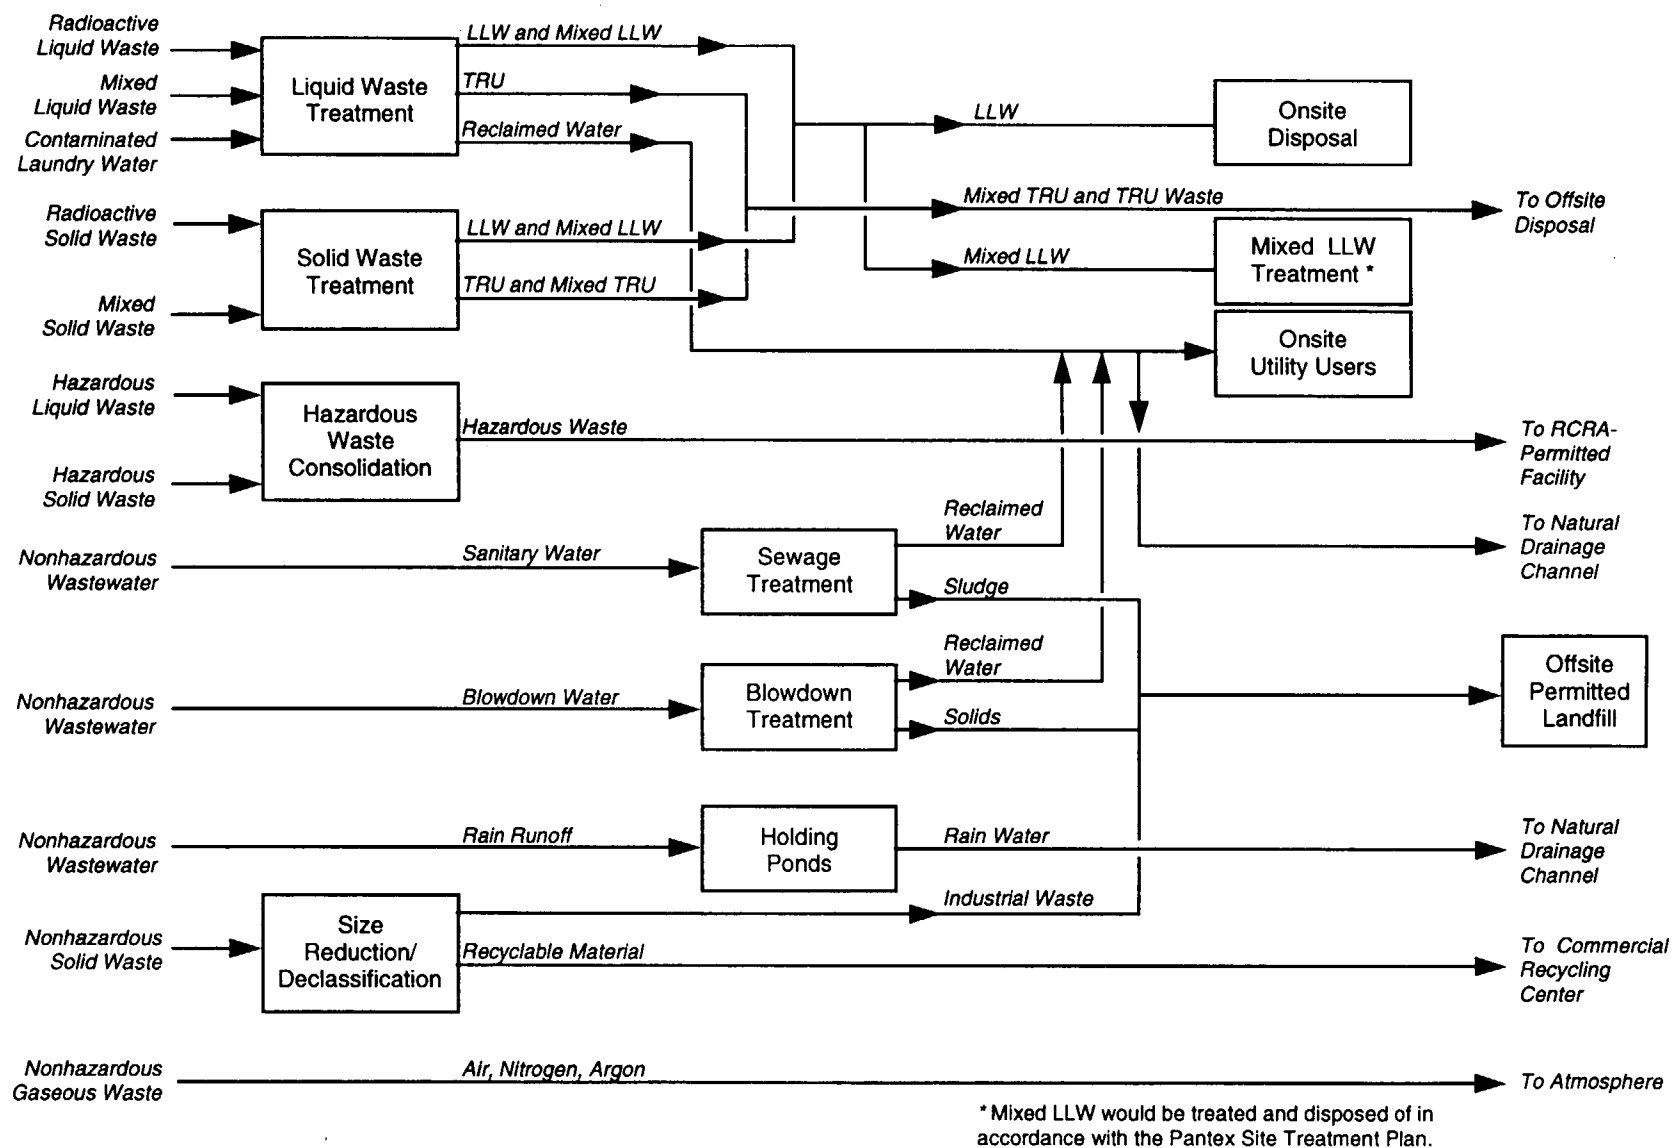 Radioactive
Liquid Waste
Mixed
Liquid Waste
Contaminated
Laundry Water
Liquid Waste
Treatment
LLW and Mixed LLW
TRU
Reclaimed Water
LLW
Onsite
Disposal
Radioactive
Solid Waste
Mixed
Solid Waste
Solid Waste
Treatment
LLW and Mixed LLW
TRU and Mixed TRU
Mixed TRU and TRU Waste
To Offsite
Disposal
Mixed LLW
Mixed LLW
Treatment *
Onsite
Utility Users
Hazardous
Liquid Waste
Hazardous
Solid Waste
Hazardous
Waste
Consolidation
Hazardous Waste
To RCRA-
Permitted
Facility
Nonhazardous
Wastewater
Sanitary Water
Sewage
Treatment
Reclaimed
Water
Sludge
To Natural
Drainage
Channel
Nonhazardous
Wastewater
Blowdown Water
Blowdown
Treatment
Reclaimed
Water
Solids
Offsite
Permitted
Landfill
Nonhazardous
Wastewater
Rain Runoff
Holding
Ponds
Rain Water
To Natural
Drainage
Channel
Nonhazardous
Solid Waste
Size
Reduction/
Declassification
Industrial Waste
Recyclable Material
To Commercial
Recycling
Center
Nonhazardous
Gaseous Waste
Air, Nitrogen, Argon
To Atmosphere
* Mixed LLW would be treated and disposed of in
accordance with the Pantex Site Treatment Plan.